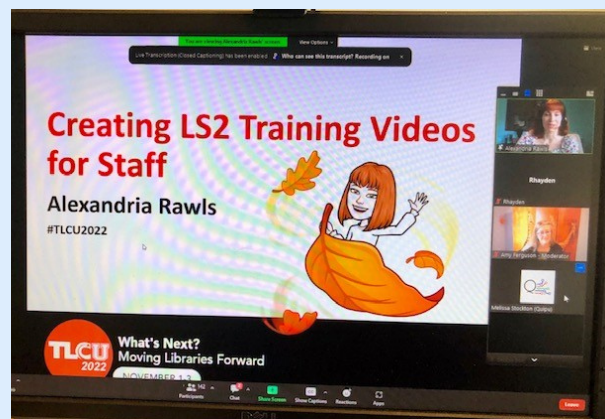 You are viewing Alexandria Rawls' screen
View Options
Live Transcription (Closed Captioning) has been enabled
Who can see this transcript? Recording on
Creating LS2 Training Videos
for Staff
Alexandria Rawls
#TLCU2022
Alexandria Rawls
Rhayden
Rhayden
Amy Ferguson - Moderator
Melissa Stockton (Quipu)
TLCU
2022
What's Next?
Moving Libraries Forward
NOVEMBER 1-3
142
Participants
Chat
Share Screen
Show Captions
Reactions
Apps
Leave